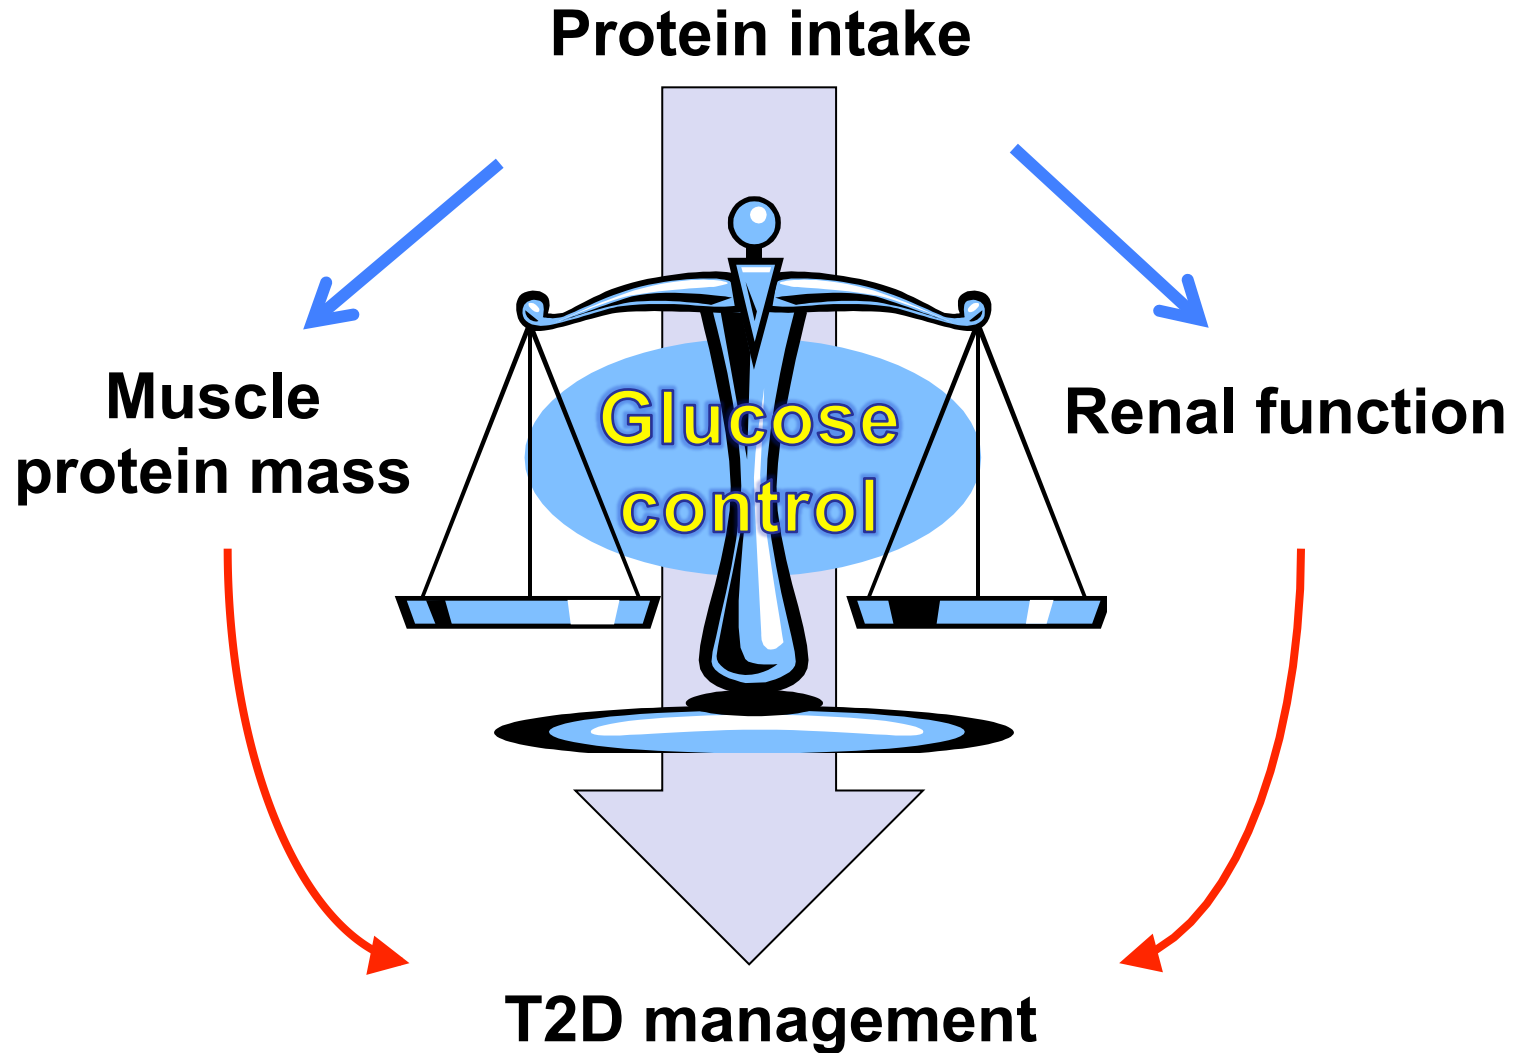 Protein intake
Muscle
protein mass
Glucose
control
Renal function
T2D management